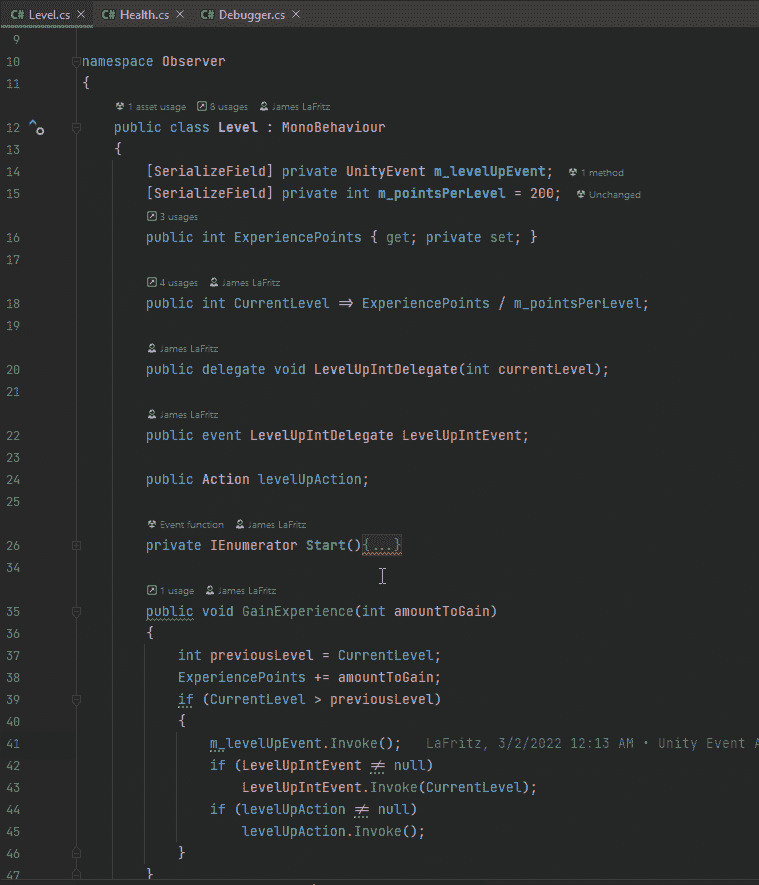 C# Level.cs × C# Health.cs × C# Debugger.cs ×
9
10 namespace Observer
11 {
1 asset usage 8 usages James LaFritz
12 public class Level : MonoBehaviour
13 {
14 [SerializeField] private UnityEvent m_levelUpEvent; 1 method
15 [SerializeField] private int m_pointsPerLevel = 200; Unchanged
3 usages
16 public int ExperiencePoints { get; private set; }
17
4 usages James LaFritz
18 public int CurrentLevel => ExperiencePoints / m_pointsPerLevel;
19
James LaFritz
20 public delegate void LevelUpIntDelegate(int currentLevel);
21
James LaFritz
22 public event LevelUpIntDelegate LevelUpIntEvent;
23
24 public Action levelUpAction;
25
Event function James LaFritz
26 private IEnumerator Start(){...}
34
1 usage James LaFritz
35 public void GainExperience(int amountToGain)
36 {
37 int previousLevel = CurrentLevel;
38 ExperiencePoints += amountToGain;
39 if (CurrentLevel > previousLevel)
40 {
41 m_levelUpEvent.Invoke(); LaFritz, 3/2/2022 12:13 AM • Unity Event A
42 if (LevelUpIntEvent ≠ null)
43 LevelUpIntEvent.Invoke(CurrentLevel);
44 if (levelUpAction ≠ null)
45 levelUpAction.Invoke();
46 }
47 }